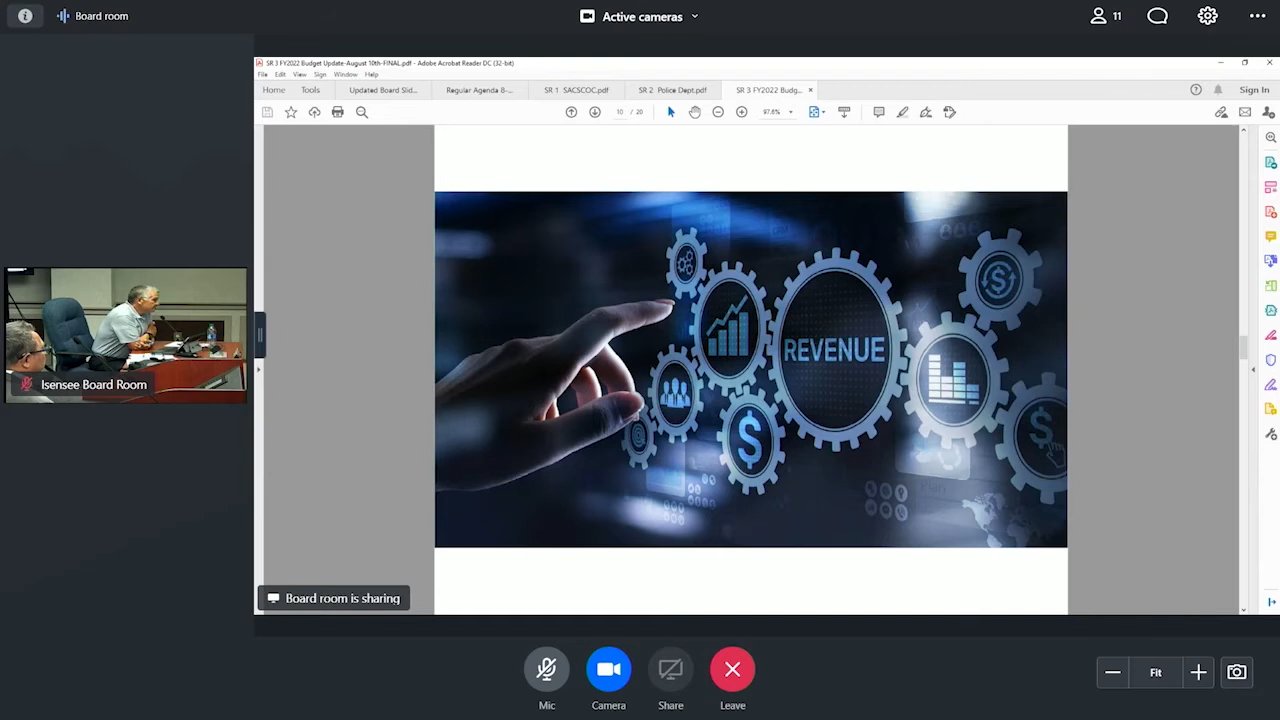 Board room
Active cameras
11
SR 3 FY2022 Budget Update-August 10th-FINAL.pdf - Adobe Acrobat Reader DC (32-bit)
File Edit View Sign Window Help
Home Tools Updated Board Slid... Regular Agenda 8-... SR 1 SACSCOC.pdf SR 2 Police Dept.pdf SR 3 FY2022 Budg... Sign In
10 / 20 97.6%
REVENUE
Isensee Board Room
Board room is sharing
Mic Camera Share Leave
Fit